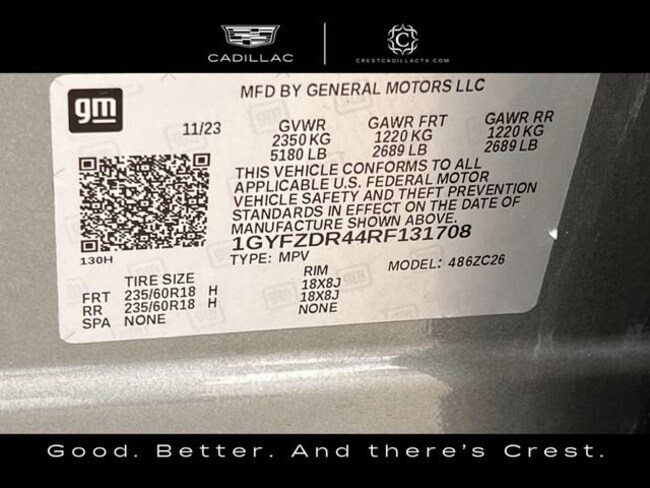 CADILLAC
C
CRESTCADILLACTX.COM
gm
MFD BY GENERAL MOTORS LLC
11/23
GVWR
2350 KG
5180 LB
GAWR FRT
1220 KG
2689 LB
GAWR RR
1220 KG
2689 LB
THIS VEHICLE CONFORMS TO ALL
APPLICABLE U.S. FEDERAL MOTOR
VEHICLE SAFETY AND THEFT PREVENTION
STANDARDS IN EFFECT ON THE DATE OF
MANUFACTURE SHOWN ABOVE.
1GYFZDR44RF131708
TYPE: MPV
MODEL: 486ZC26
130H
TIRE SIZE
RIM
FRT 235/60R18 H 18X8J
RR 235/60R18 H 18X8J
SPA NONE NONE
Good. Better. And there's Crest.